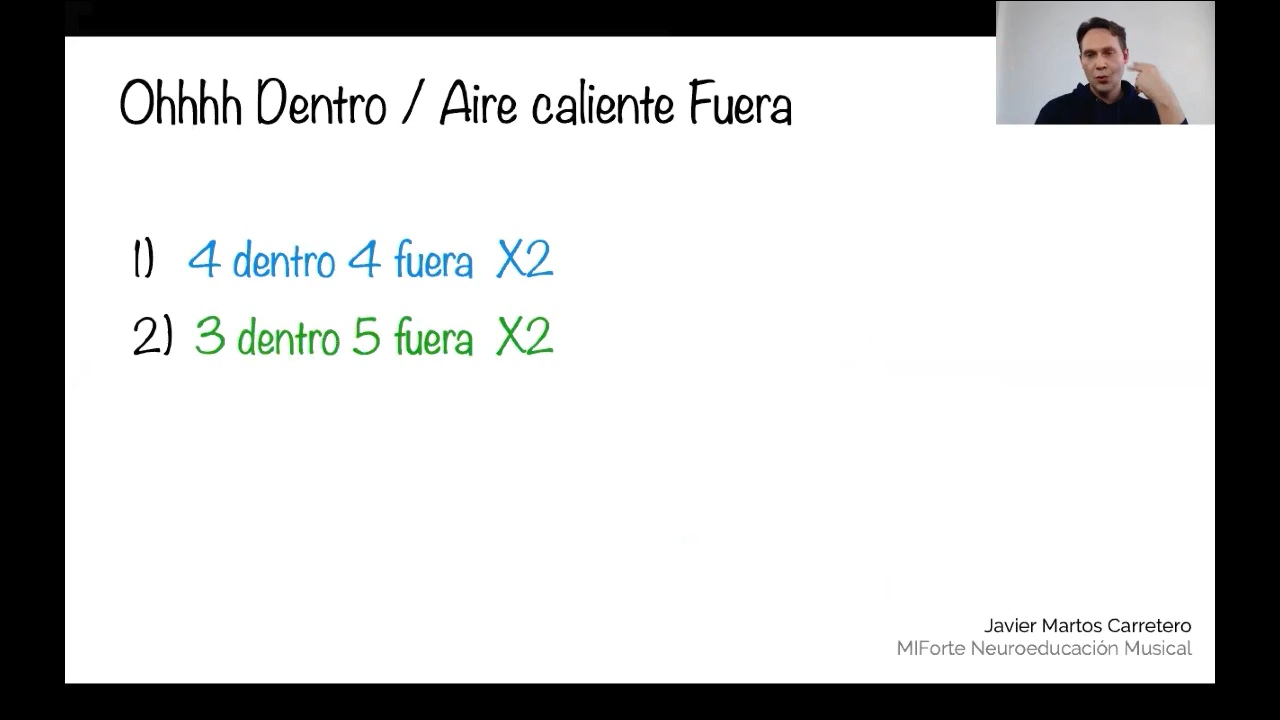 Ohhhh Dentro / Aire caliente Fuera
1) 4 dentro 4 fuera X2
2) 3 dentro 5 fuera X2
Javier Martos Carretero
MIForte Neuroeducación Musical